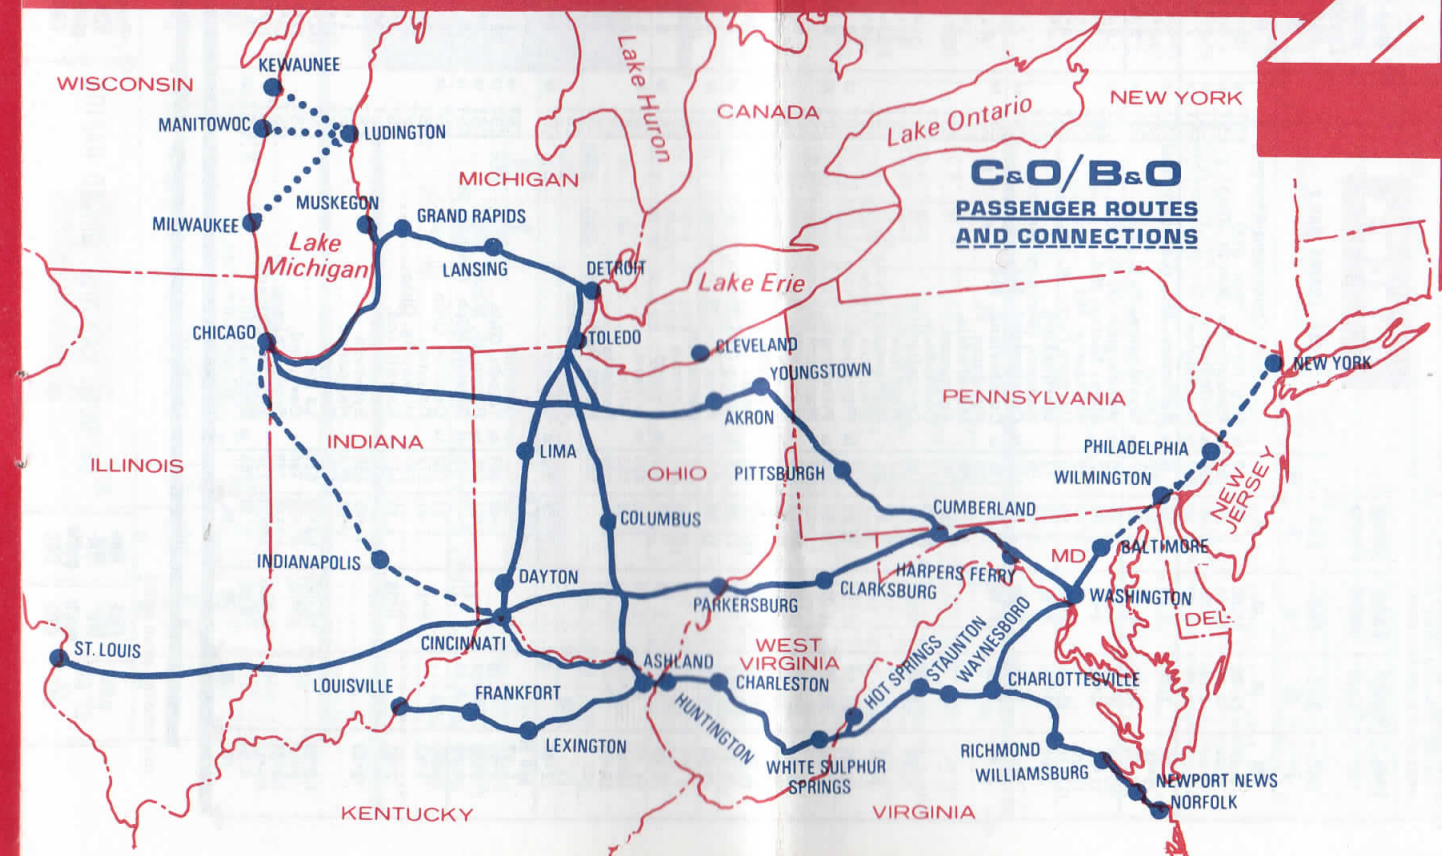 KEWAUNEE
WISCONSIN
MANITOWOC
LUDINGTON
Lake Huron
CANADA
NEW YORK
Lake Ontario
C&O/B&O
PASSENGER ROUTES
AND CONNECTIONS
MICHIGAN
MUSKEGON
GRAND RAPIDS
MILWAUKEE
Lake
Michigan
LANSING
DETROIT
Lake Erie
CHICAGO
TOLEDO
CLEVELAND
YOUNGSTOWN
NEW YORK
PENNSYLVANIA
AKRON
INDIANA
LIMA
OHIO
PITTSBURGH
PHILADELPHIA
WILMINGTON
NEW
JERSEY
ILLINOIS
COLUMBUS
CUMBERLAND
MD
BALTIMORE
INDIANAPOLIS
DAYTON
HARPERS FERRY
CLARKSBURG
PARKERSBURG
WASHINGTON
DEL.
CINCINNATI
ST. LOUIS
WEST
VIRGINIA
ASHLAND
CHARLESTON
HUNTINGTON
HOT SPRINGS
STAUNTON
WAYNESBORO
CHARLOTTESVILLE
LOUISVILLE
FRANKFORT
LEXINGTON
WHITE SULPHUR
SPRINGS
RICHMOND
WILLIAMSBURG
NEWPORT NEWS
NORFOLK
KENTUCKY
VIRGINIA